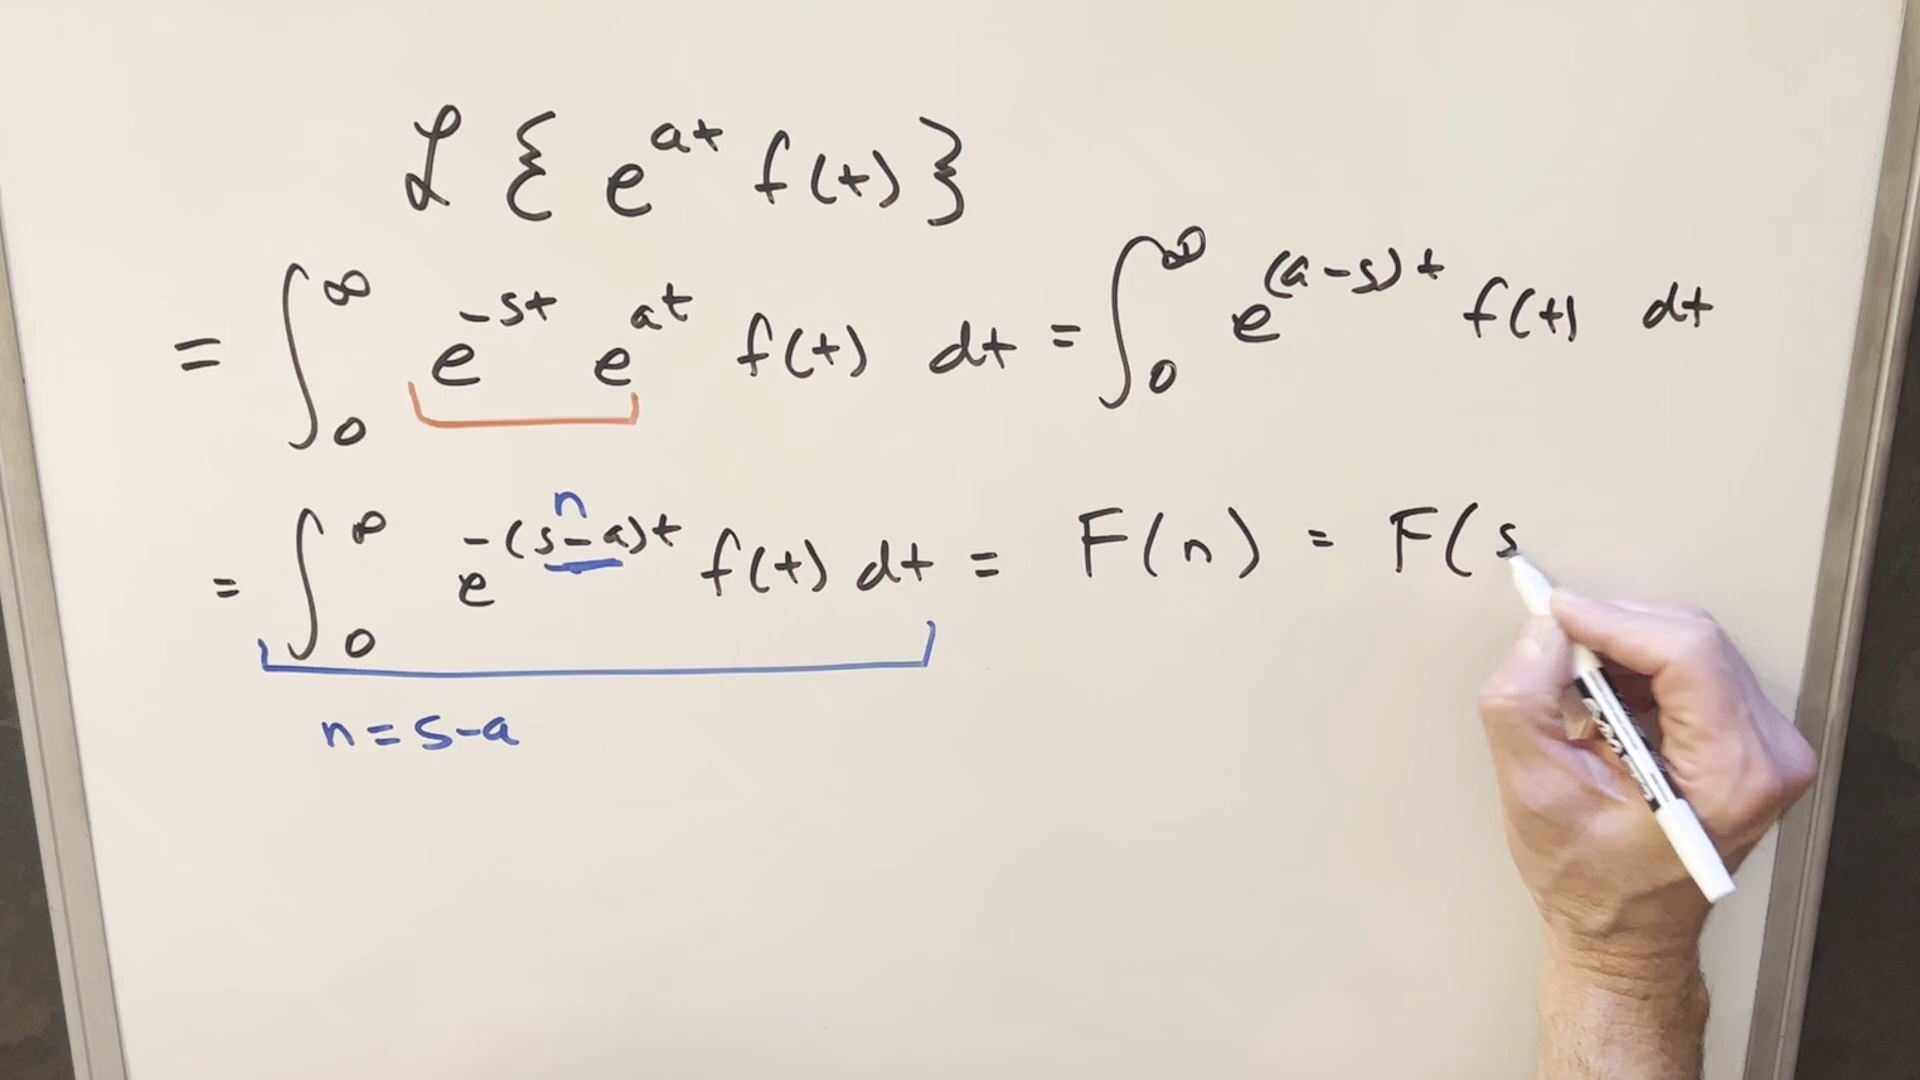 ℒ { e^{at} f(t) }
= ∫_0^∞ e^{-st} e^{at} f(t) dt = ∫_0^∞ e^{(a-s)t} f(t) dt
n
= ∫_0^∞ e^{-(s-a)t} f(t) dt = F(n) = F(s
n = s-a